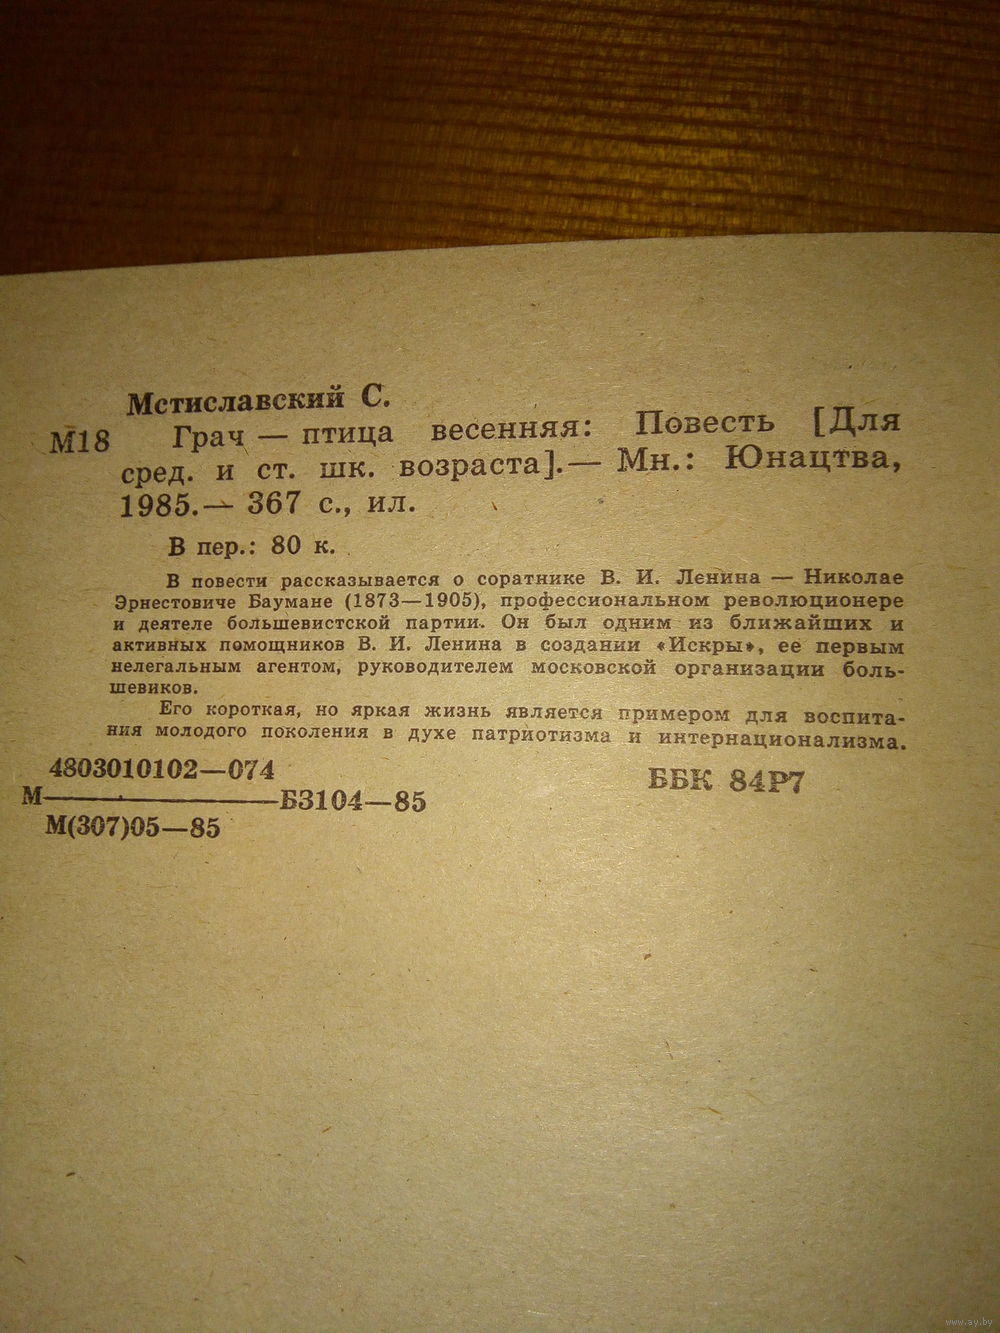 Мстиславский С.
М18 Грач — птица весенняя: Повесть [Для
сред. и ст. шк. возраста].— Мн.: Юнацтва,
1985.— 367 с., ил.
В пер.: 80 к.
В повести рассказывается о соратнике В. И. Ленина — Николае
Эрнестовиче Баумане (1873—1905), профессиональном революционере
и деятеле большевистской партии. Он был одним из ближайших и
активных помощников В. И. Ленина в создании «Искры», ее первым
нелегальным агентом, руководителем московской организации боль-
шевиков.
Его короткая, но яркая жизнь является примером для воспита-
ния молодого поколения в духе патриотизма и интернационализма.
4803010102—074
М————Б3104—85
М(307)05—85
ББК 84Р7
www.ay.by